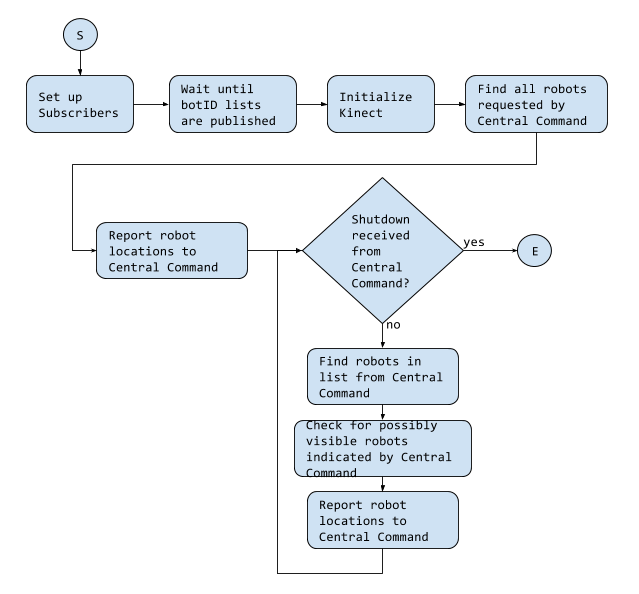 S
Set up
Subscribers
Wait until
botID lists
are published
Initialize
Kinect
Find all robots
requested by
Central Command
Report robot
locations to
Central Command
Shutdown
received
from
Central
Command?
yes
E
no
Find robots in
list from Central
Command
Check for possibly
visible robots
indicated by Central
Command
Report robot
locations to
Central Command